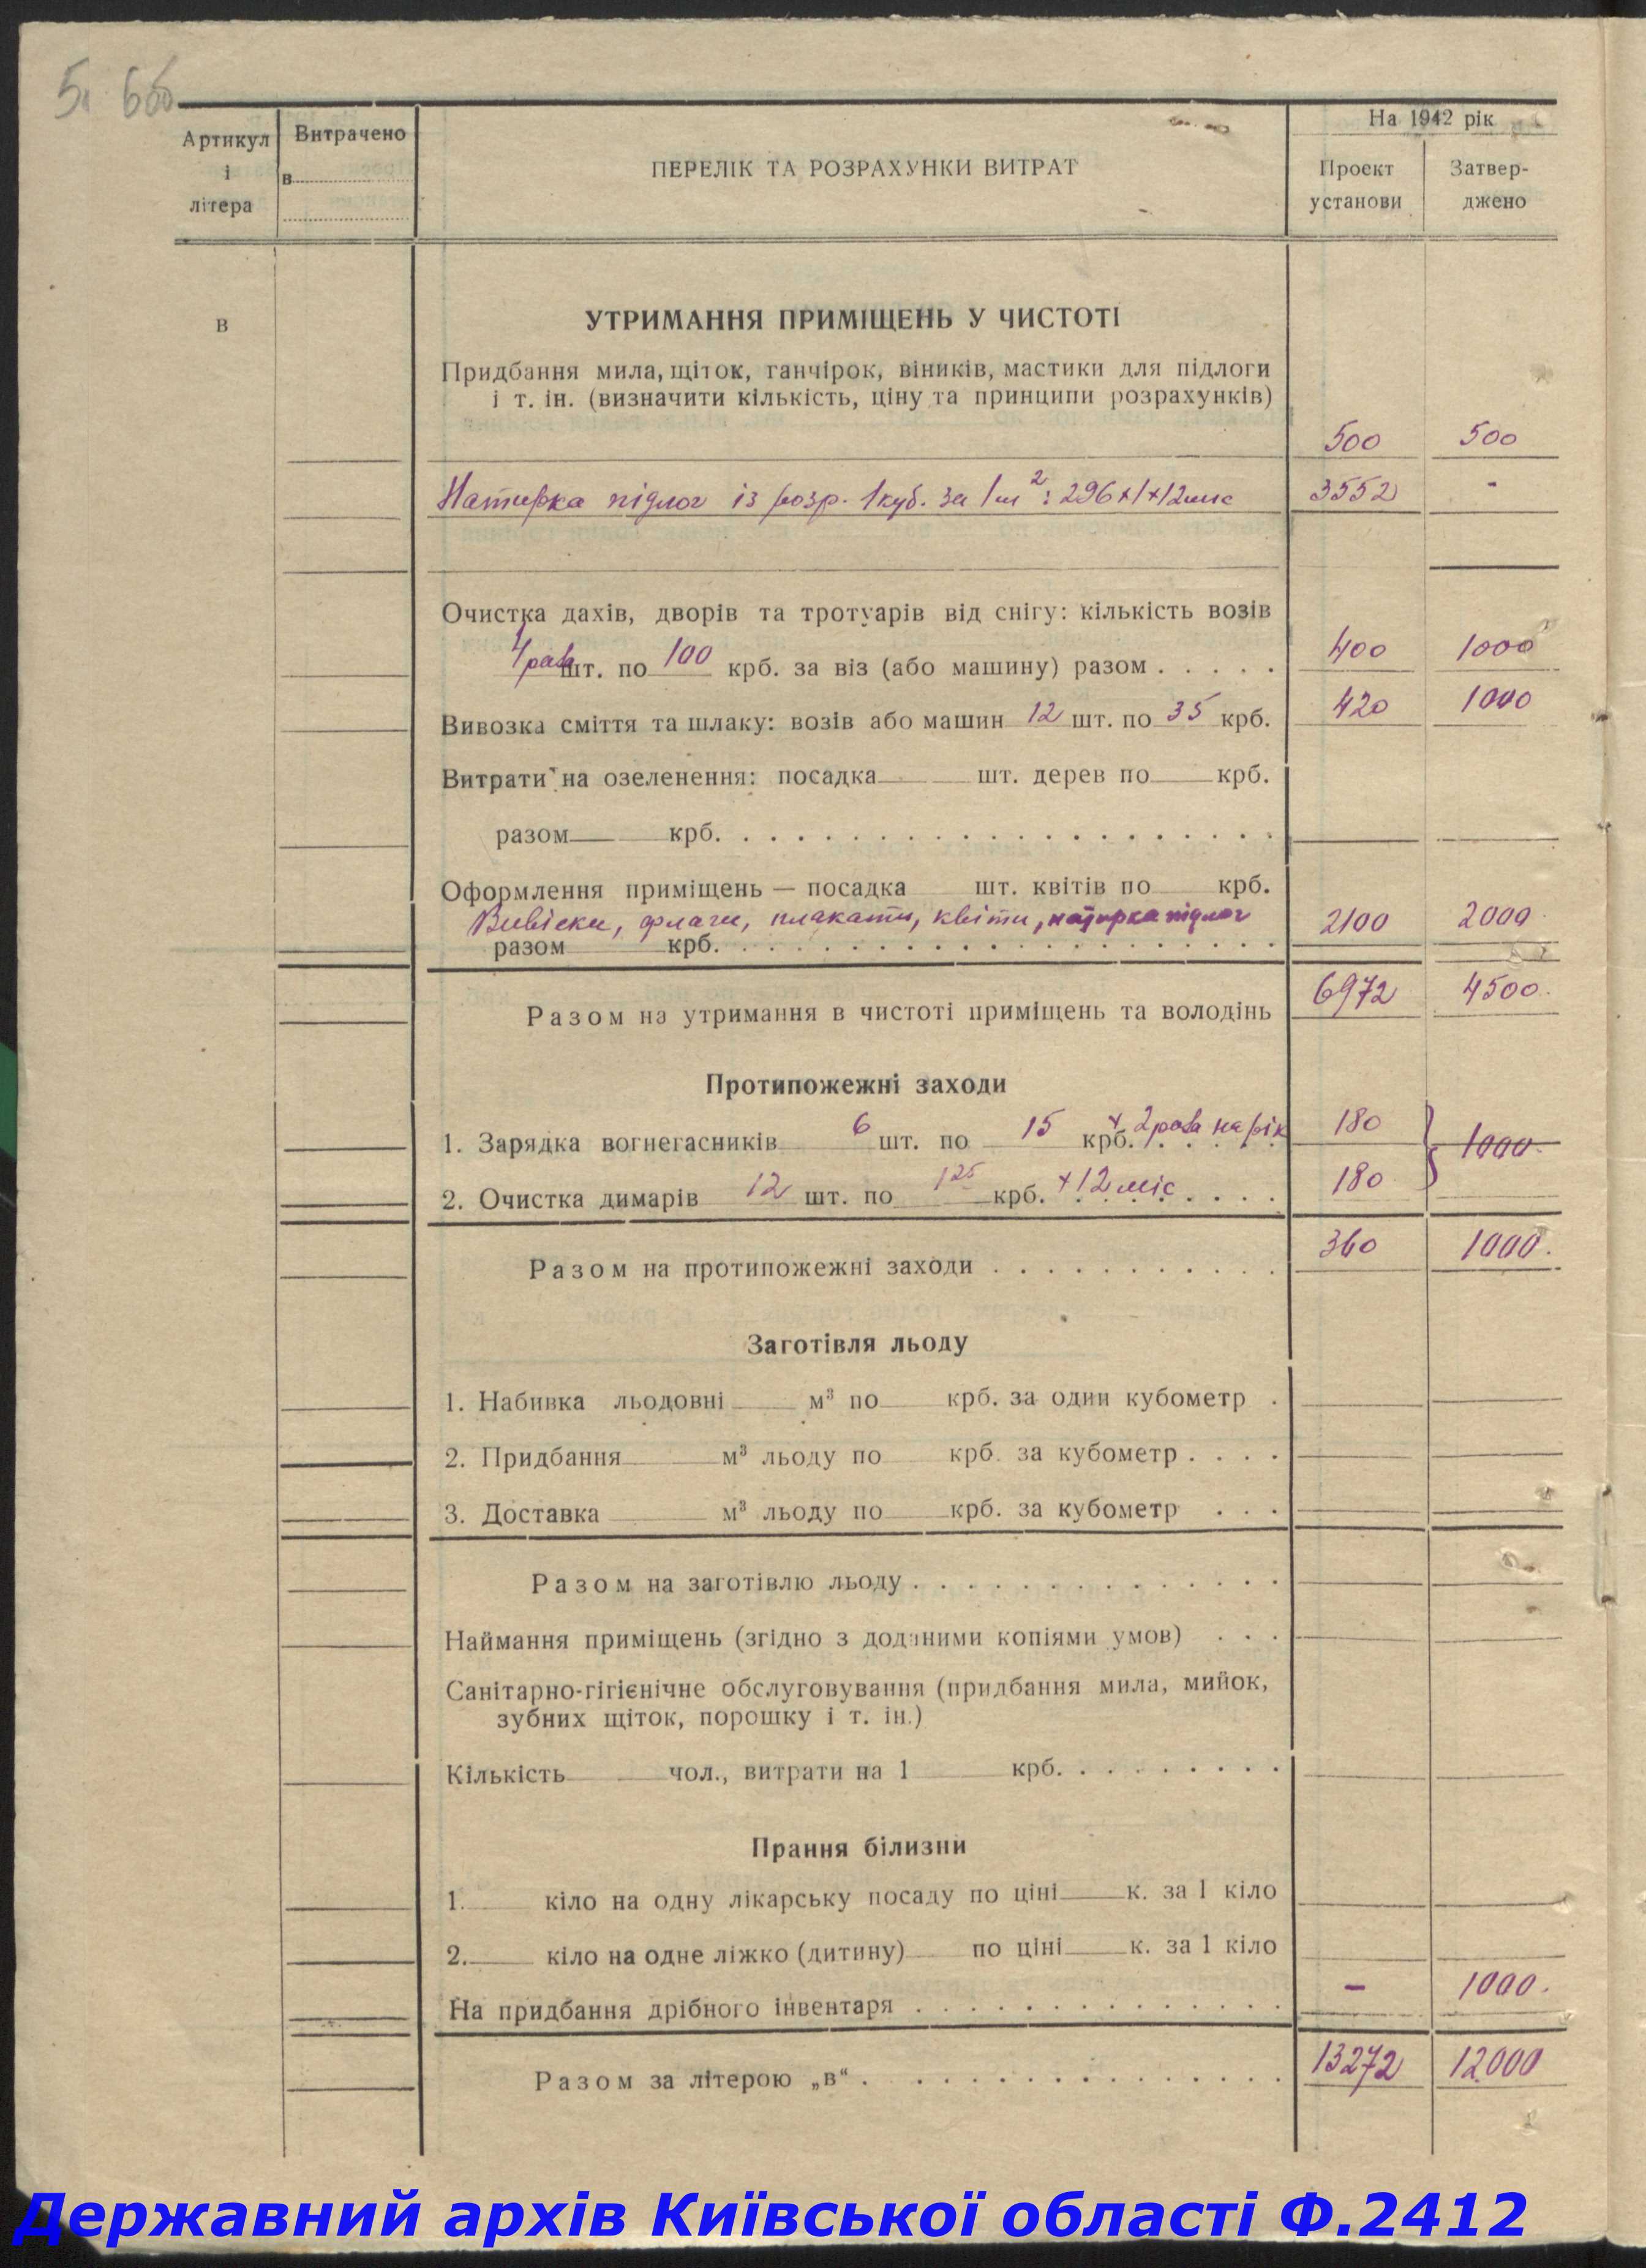 5. 6 6б
На 1942 рік
Артикул і літера
Витрачено в
ПЕРЕЛІК ТА РОЗРАХУНКИ ВИТРАТ
Проект установи
Затвер-джено
в
УТРИМАННЯ ПРИМІЩЕНЬ У ЧИСТОТІ
Придбання мила, щіток, ганчірок, віників, мастики для підлоги
і т. ін. (визначити кількість, ціну та принципи розрахунків)
500 500
Натирка підлог із розр. 1 куб. за 1 м²: 296×1×12 міс 3552 -
Очистка дахів, дворів та тротуарів від снігу: кількість возів
4 раза шт. по 100 крб. за віз (або машину) разом . . . . . 400 1000
Вивозка сміття та шлаку: возів або машин 12 шт. по 35 крб. 420 1000
Витрати на озеленення: посадка шт. дерев по крб.
разом крб. . . . . . . . . . . . . . . . . . . . .
Оформлення приміщень — посадка шт. квітів по крб.
Вивіски, флаги, плакати, квіти, натирка підлог 2100 2000
разом крб. . . . . . . . . . . . . . . . . . . . .
Разом на утримання в чистоті приміщень та володінь 6972 4500.
Протипожежні заходи
1. Зарядка вогнегасників 6 шт. по 15 крб. × 2 раза на рік 180 1000
2. Очистка димарів 12 шт. по 1 25 крб. × 12 міс . . . . 180
Разом на протипожежні заходи . . . . . . . . . . . 360 1000.
Заготівля льоду
1. Набивка льодовні м³ по крб. за один кубометр .
2. Придбання м³ льоду по крб. за кубометр . . . .
3. Доставка м³ льоду по крб. за кубометр . . .
Разом на заготівлю льоду . . . . . . . . . . . . . .
Наймання приміщень (згідно з доданими копіями умов) . . .
Санітарно-гігієнічне обслуговування (придбання мила, мийок,
зубних щіток, порошку і т. ін.)
Кількість чол., витрати на 1 крб. . . . . . . . .
Прання білизни
1. кіло на одну лікарську посаду по ціні к. за 1 кіло
2. кіло на одне ліжко (дитину) по ціні к. за 1 кіло
На придбання дрібного інвентаря . . . . . . . . . . . . . . - 1000.
Разом за літерою „в“ . . . . . . . . . . . . . . . 13272 12000
Державний архів Київської області Ф.2412